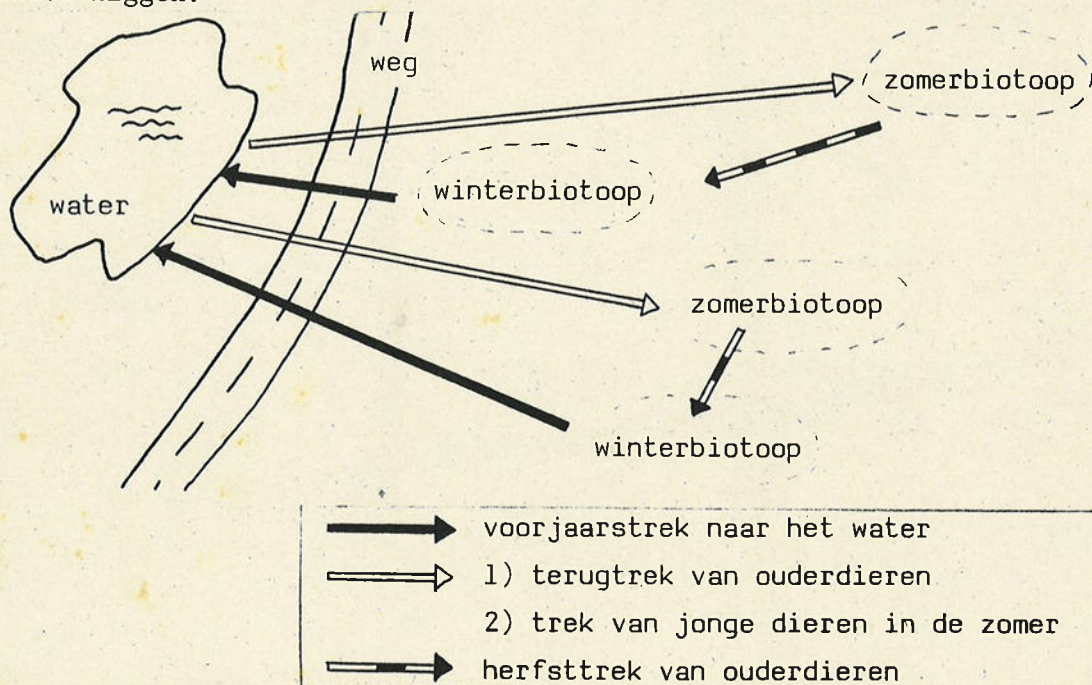 weg
zomerbiotoop
winterbiotoop
water
zomerbiotoop
winterbiotoop
voorjaarstrek naar het water
1) terugtrek van ouderdieren
2) trek van jonge dieren in de zomer
herfsttrek van ouderdieren